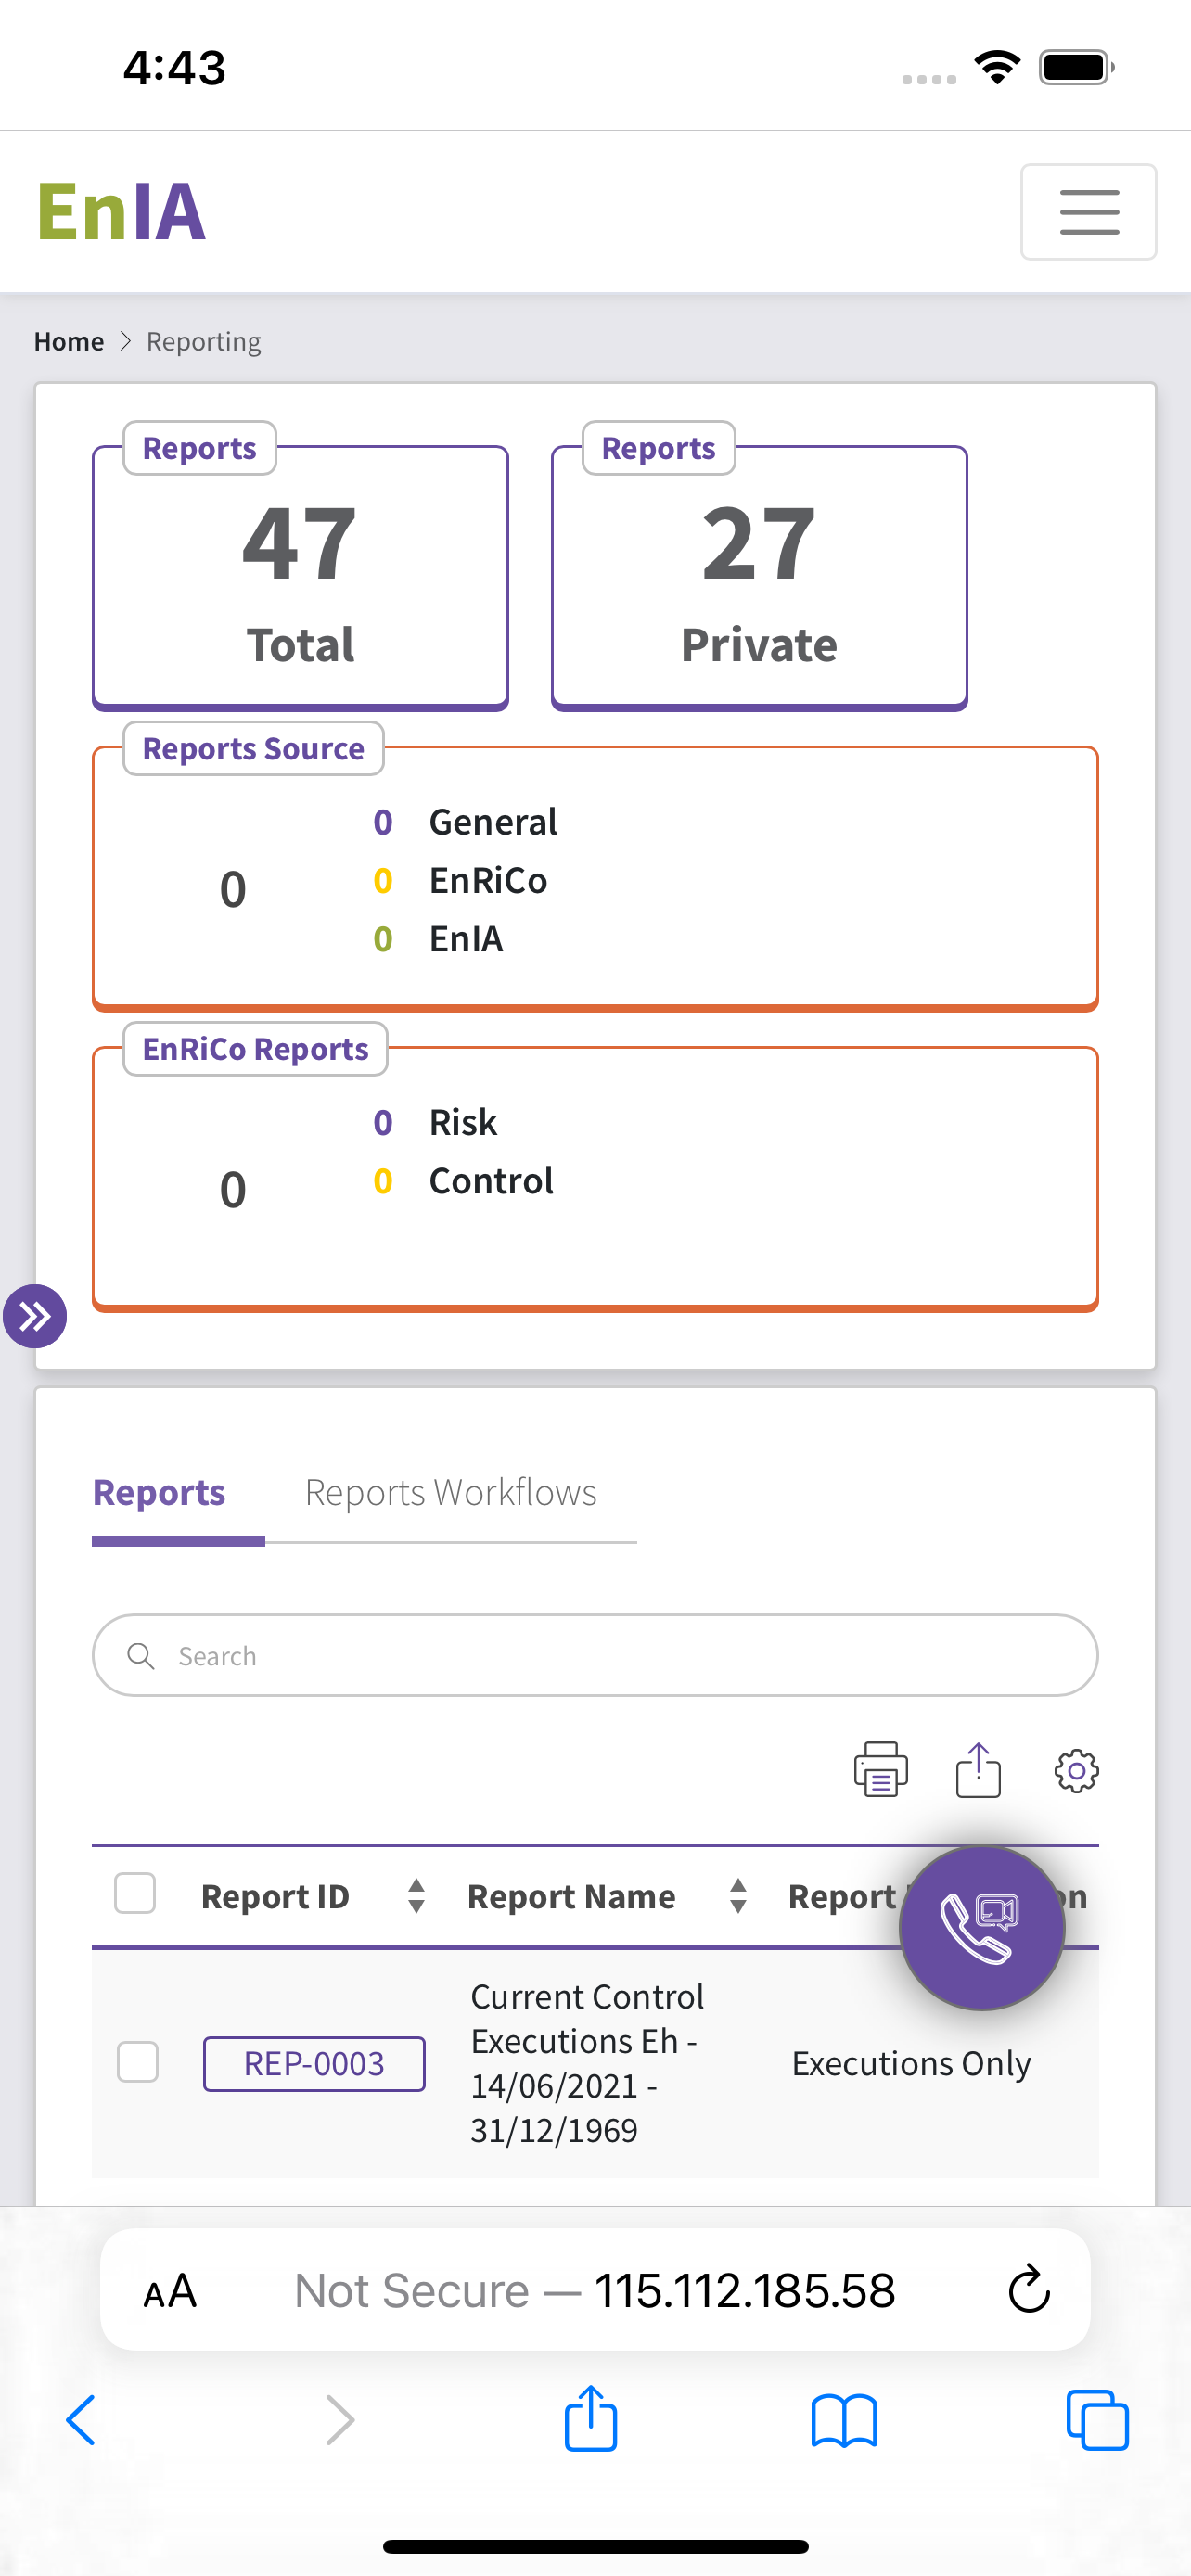 4:43
EnIA
Home > Reporting
Reports
47
Total
Reports
27
Private
Reports Source
0
0 General
0 EnRiCo
0 EnIA
EnRiCo Reports
0
0 Risk
0 Control
Reports Reports Workflows
Search
Report ID Report Name Report
REP-0003
Current Control
Executions Eh -
14/06/2021 -
31/12/1969
Executions Only
AA Not Secure — 115.112.185.58